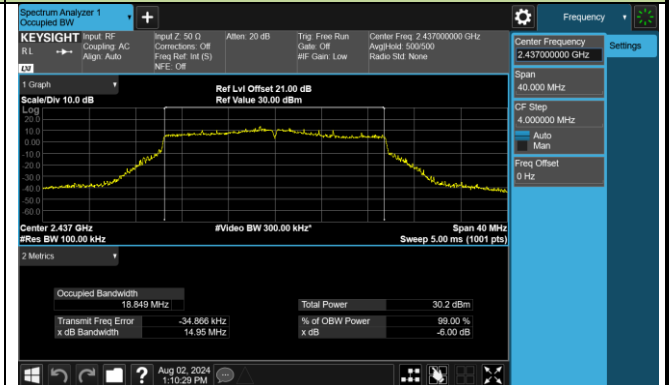 Spectrum Analyzer 1
Occupied BW
+
Frequency
KEYSIGHT
Input: RF
Input Z: 50 Ω
Atten: 20 dB
Trig: Free Run
Center Freq: 2.437000000 GHz
RL
Coupling: AC
Corrections: Off
Gate: Off
Avg|Hold: 500/500
Align: Auto
Freq Ref: Int (S)
#IF Gain: Low
Radio Std: None
LXI
NFE: Off
Center Frequency
2.437000000 GHz
Settings
Span
40.000 MHz
CF Step
4.000000 MHz
Auto
Man
Freq Offset
0 Hz
1 Graph
Scale/Div 10.0 dB
Ref Lvl Offset 21.00 dB
Ref Value 30.00 dBm
Log
20.0
10.0
0.00
-10.0
-20.0
-30.0
-40.0
-50.0
-60.0
Center 2.437 GHz
#Video BW 300.00 kHz*
Span 40 MHz
#Res BW 100.00 kHz
Sweep 5.00 ms (1001 pts)
2 Metrics
Occupied Bandwidth
18.849 MHz
Total Power 30.2 dBm
Transmit Freq Error -34.866 kHz
% of OBW Power 99.00 %
x dB Bandwidth 14.95 MHz
x dB -6.00 dB
?
Aug 02, 2024
1:10:29 PM